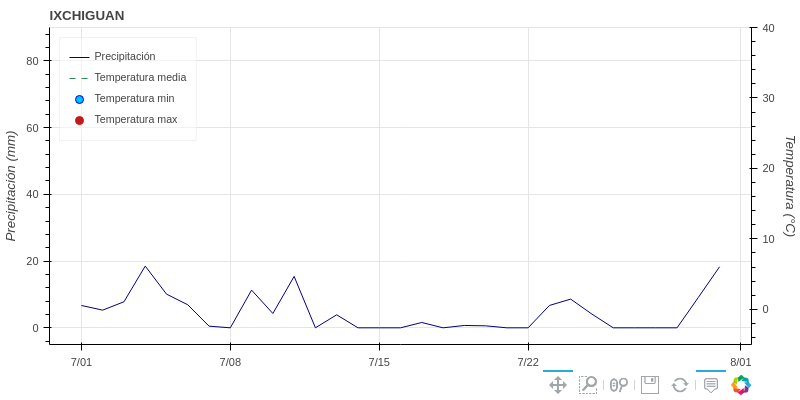 IXCHIGUAN
Precipitación
Temperatura media
Temperatura min
Temperatura max
Precipitación (mm)
80
60
40
20
0
Temperatura (°C)
40
30
20
10
0
7/01
7/08
7/15
7/22
8/01